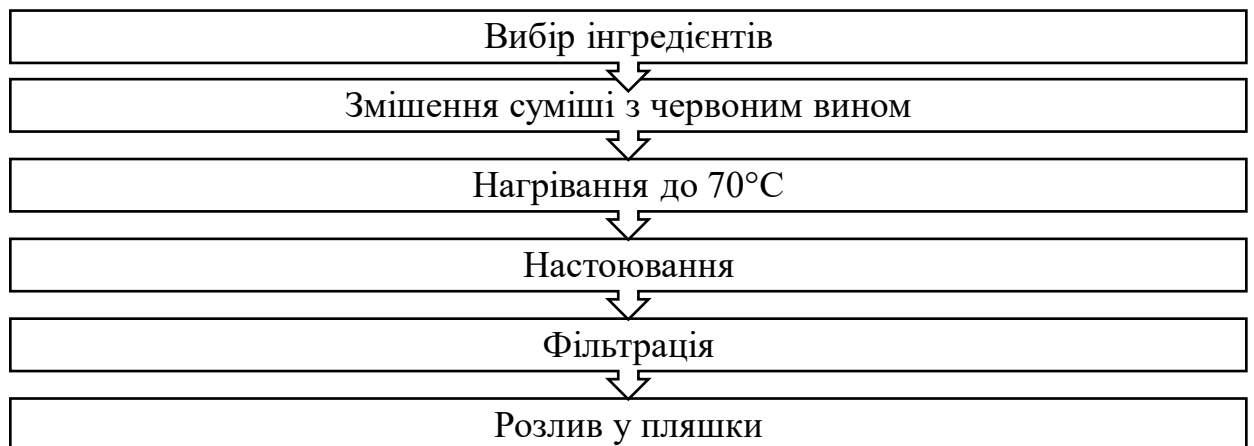 Вибір інгредієнтів
Змішення суміші з червоним вином
Нагрівання до 70°С
Настоювання
Фільтрація
Розлив у пляшки